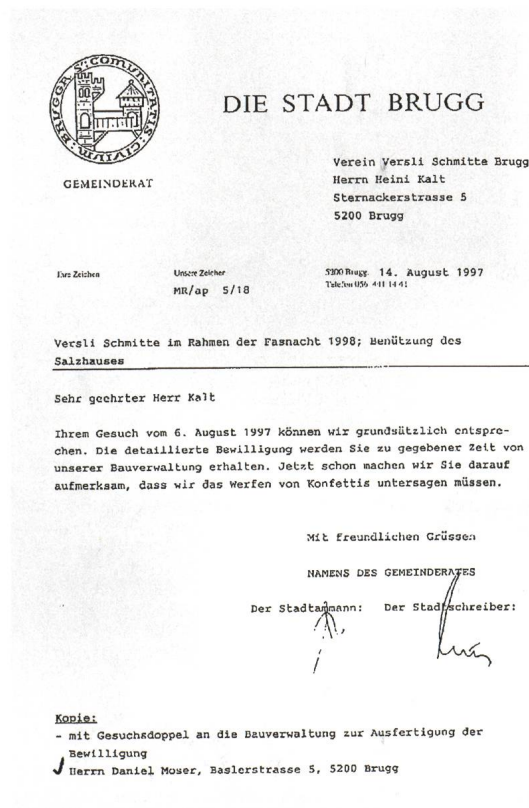 BRUGGA S: COMUNITATIS: CIVIUM:
DIE STADT BRUGG
GEMEINDERAT
Verein Versli Schmitte Brugg
Herrn Heini Kalt
Sternackerstrasse 5
5200 Brugg
Ihre Zeichen
Unsere Zeichen
5200 Brugg, 14. August 1997
MR/ap 5/18
Telefon 056 441 14 41
Versli Schmitte im Rahmen der Fasnacht 1998; Benützung des
Salzhauses
Sehr geehrter Herr Kalt
Ihrem Gesuch vom 6. August 1997 können wir grundsätzlich entspre-
chen. Die detaillierte Bewilligung werden Sie zu gegebener Zeit von
unserer Bauverwaltung erhalten. Jetzt schon machen wir Sie darauf
aufmerksam, dass wir das Werfen von Konfettis untersagen müssen.
Mit freundlichen Grüssen
NAMENS DES GEMEINDERATES
Der Stadtammann: Der Stadtschreiber:
Kopie:
- mit Gesuchsdoppel an die Bauverwaltung zur Ausfertigung der
Bewilligung
Herrn Daniel Moser, Baslerstrasse 5, 5200 Brugg